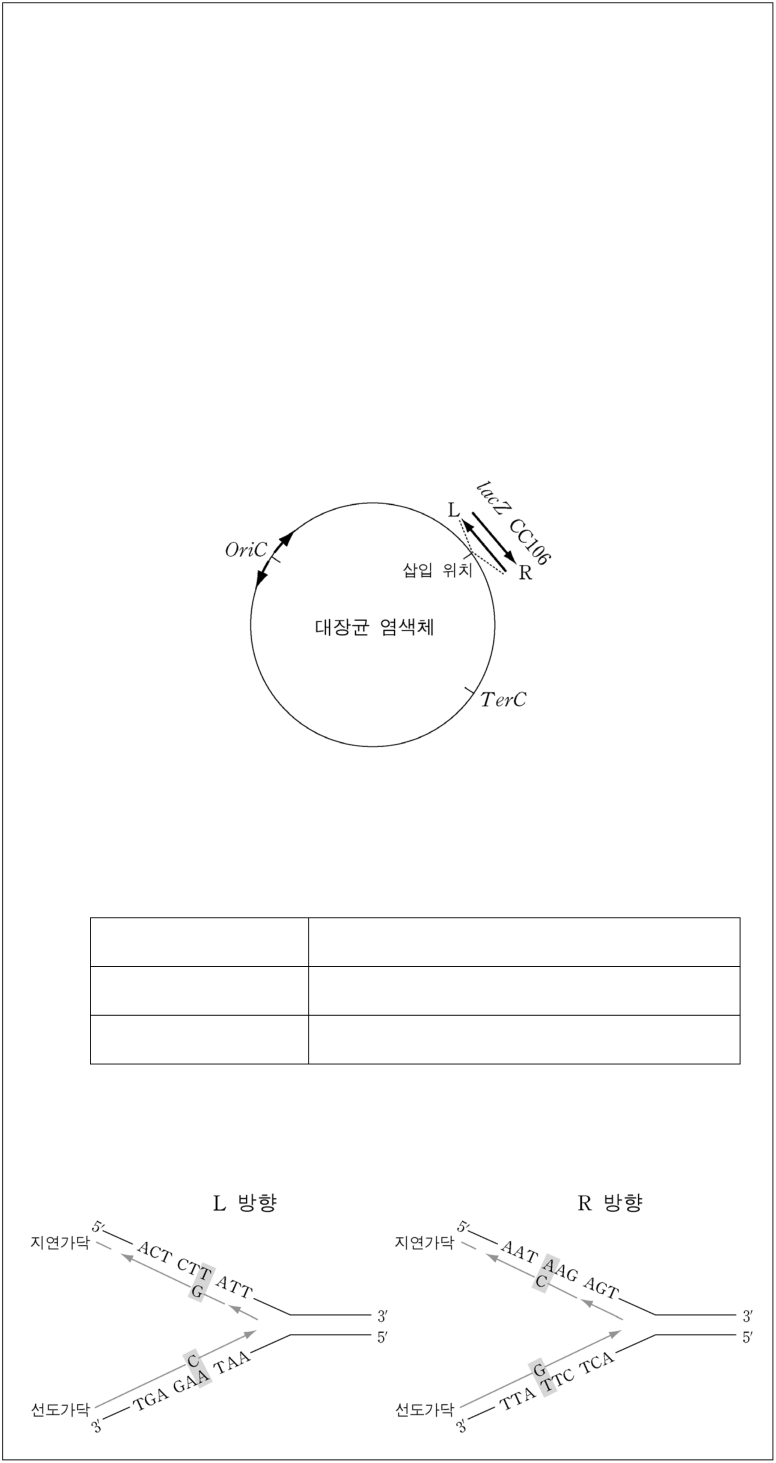 lacZ CC106
L
R
OriC
삽입 위치
대장균 염색체
TerC
L 방향
5′
지연가닥
ACT CTT ATT
G
3′
5′
C
TGA GAA TAA
선도가닥
3′
R 방향
5′
지연가닥
AAT AAG AGT
C
3′
5′
G
TTA TTC TCA
선도가닥
3′